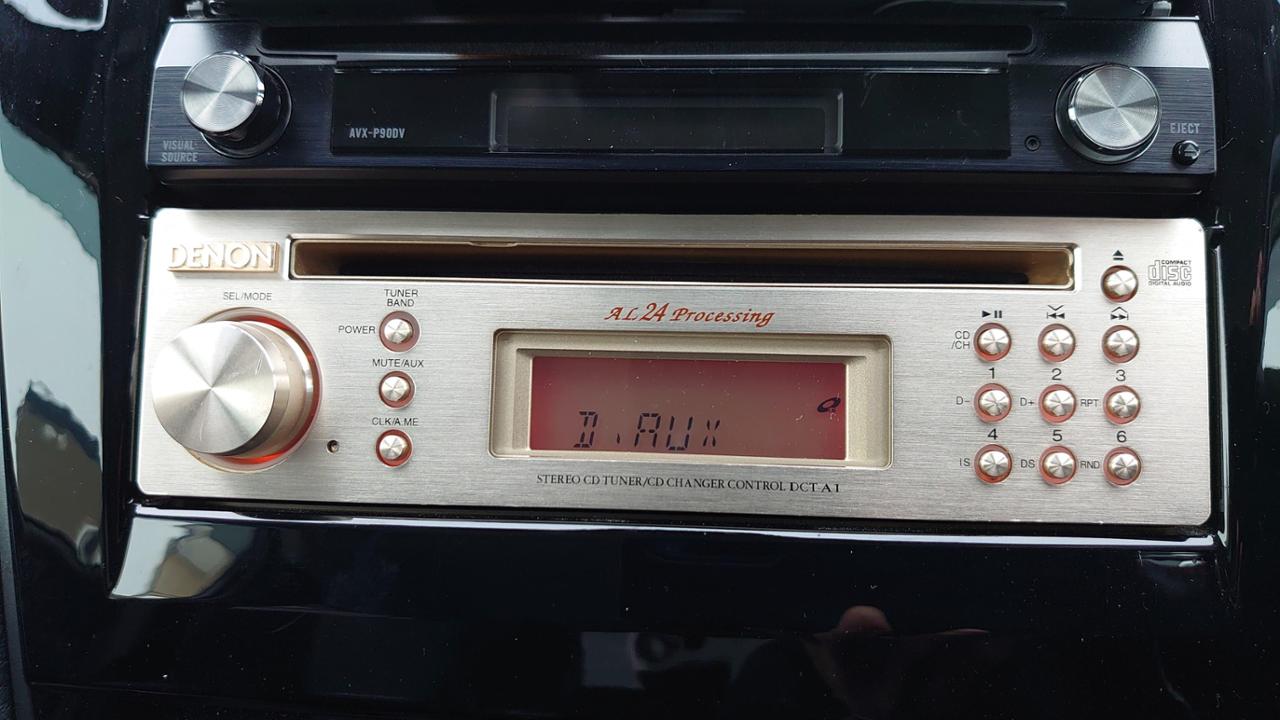 AVX-P90DV
VISUAL-
SOURCE
EJECT
DENON
COMPACT
disc
DIGITAL AUDIO
SEL/MODE
TUNER
BAND
POWER
MUTE/AUX
CLK/A.ME
AL24 Processing
D.AUX
CD
/CH
1 2 3
D- D+ RPT
4 5 6
IS DS RND
STEREO CD TUNER/CD CHANGER CONTROL DCT-A1